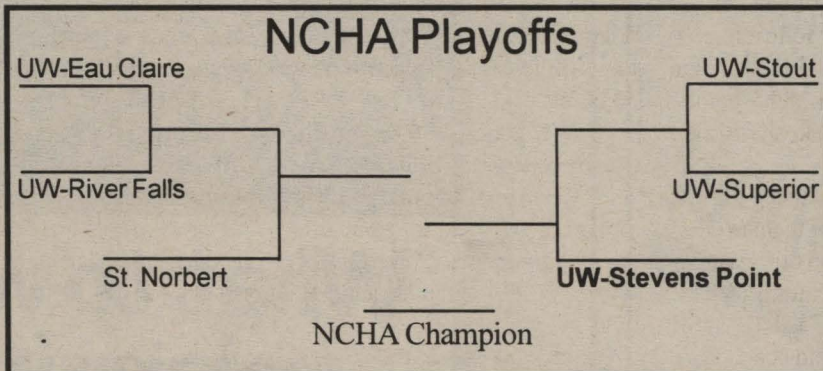 NCHA Playoffs
UW-Eau Claire
UW-River Falls
St. Norbert
UW-Stout
UW-Superior
UW-Stevens Point
NCHA Champion